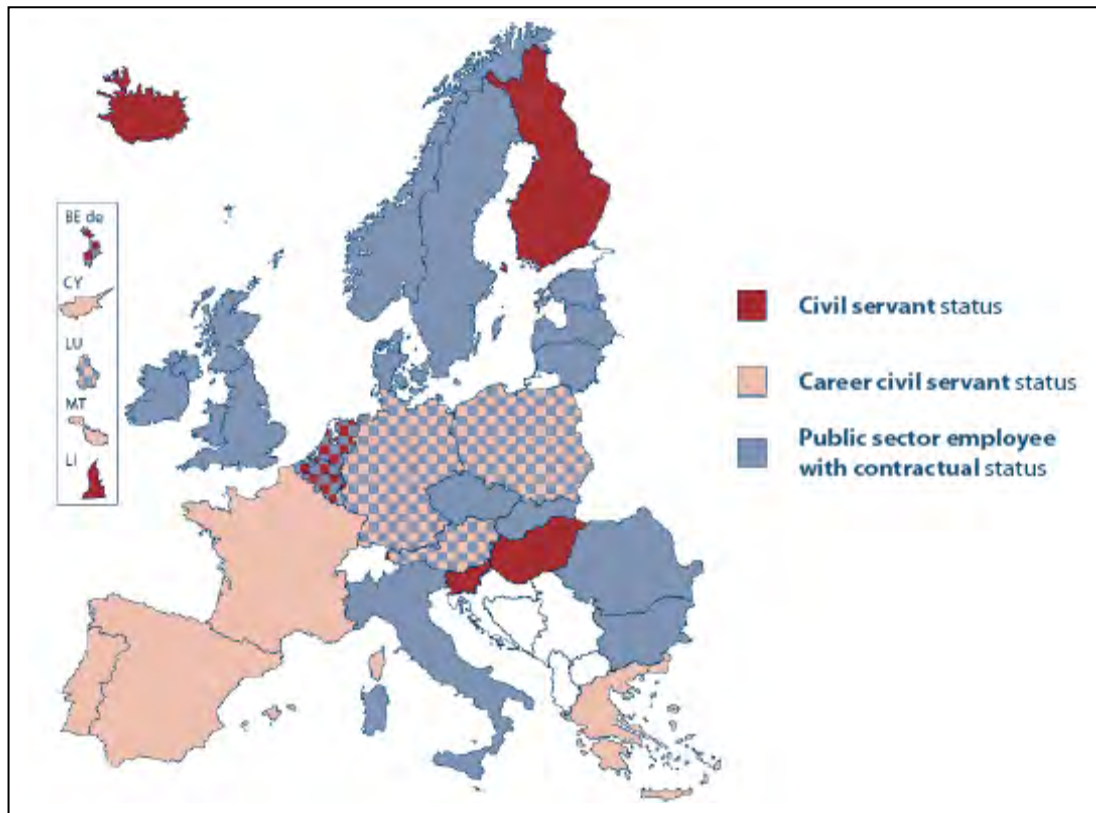 BE de
CY
LU
MT
LI
Civil servant status
Career civil servant status
Public sector employee
with contractual status